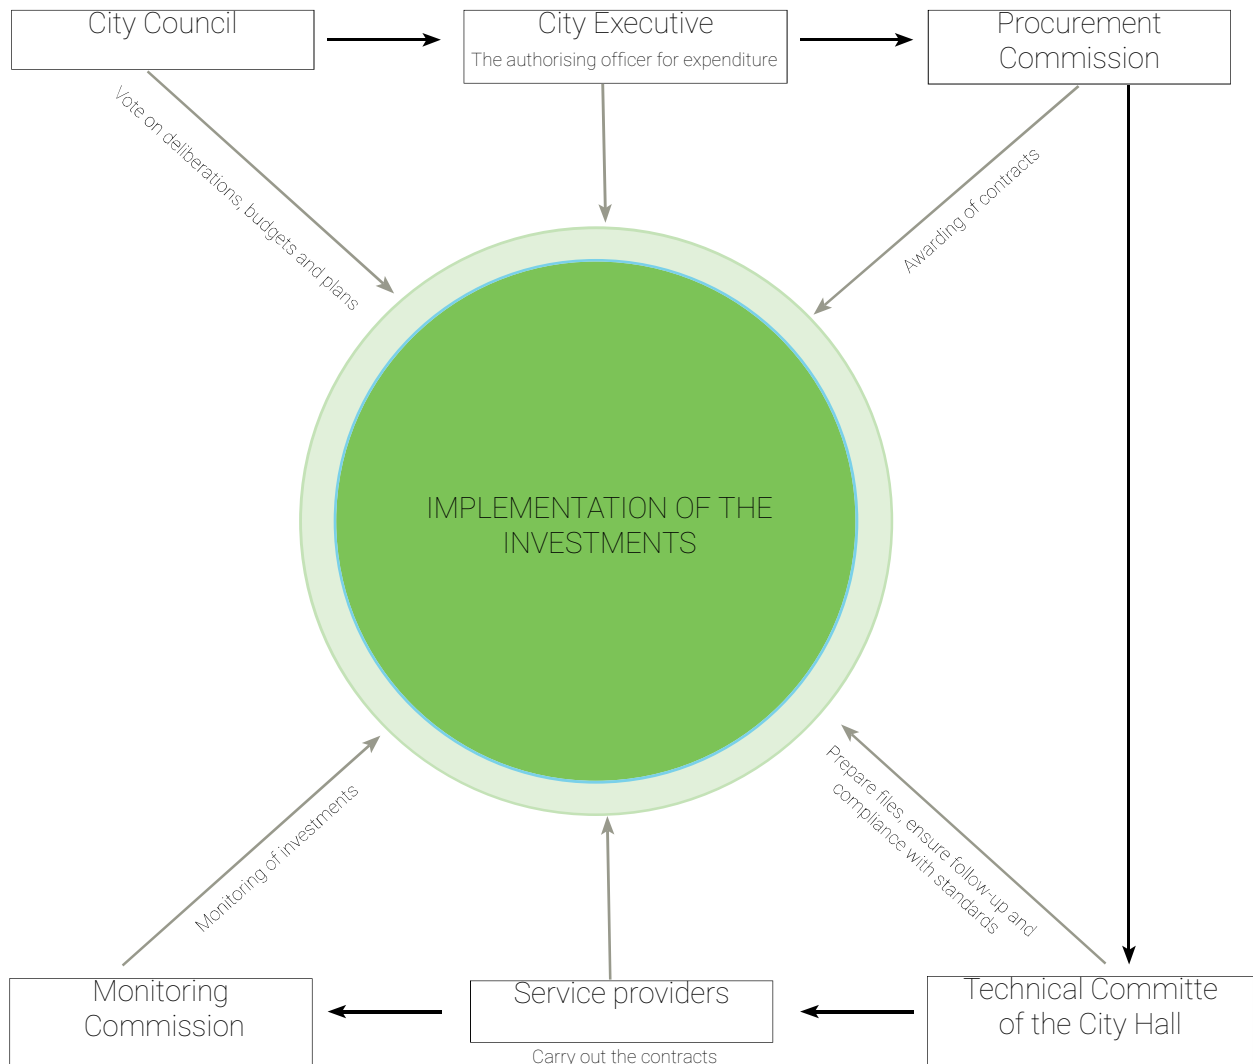 City Council
City Executive
The authorising officer for expenditure
Procurement
Commission
Vote on deliberations, budgets and plans
Awarding of contracts
IMPLEMENTATION OF THE
INVESTMENTS
Monitoring of investments
Prepare files, ensure follow-up and
compliance with standards
Monitoring
Commission
Service providers
Carry out the contracts
Technical Committe
of the City Hall